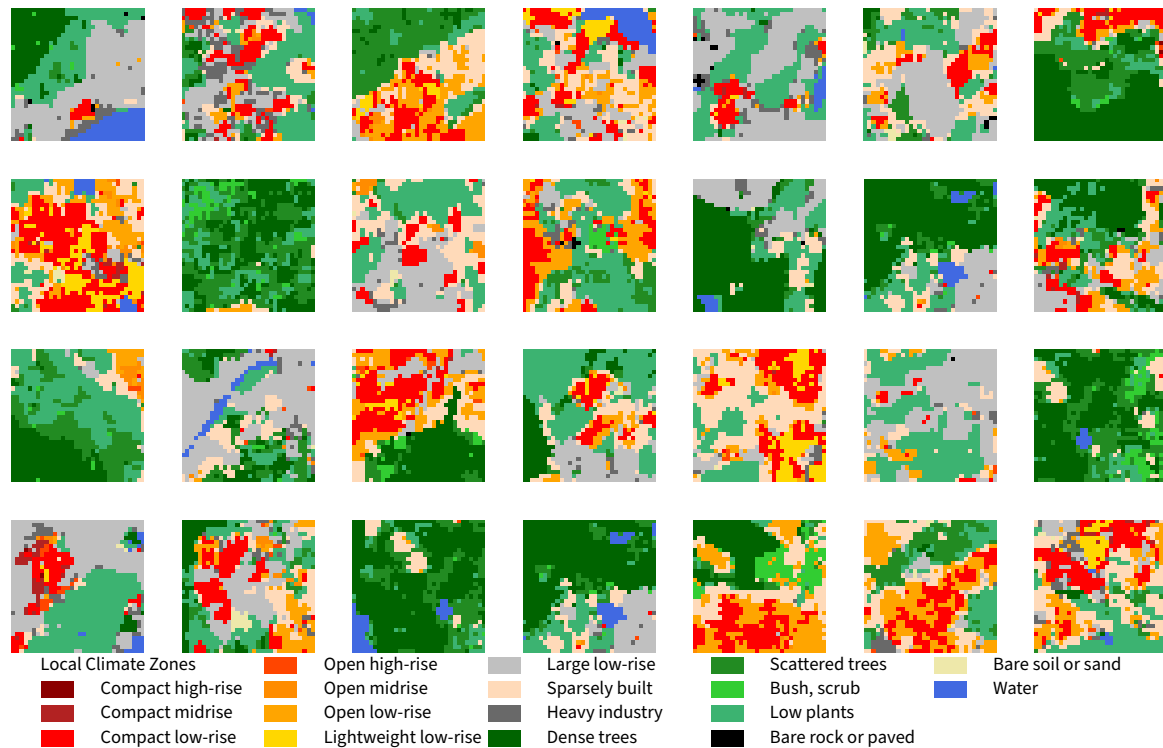 Local Climate Zones
Compact high-rise
Compact midrise
Compact low-rise
Open high-rise
Open midrise
Open low-rise
Lightweight low-rise
Large low-rise
Sparsely built
Heavy industry
Dense trees
Scattered trees
Bush, scrub
Low plants
Bare rock or paved
Bare soil or sand
Water